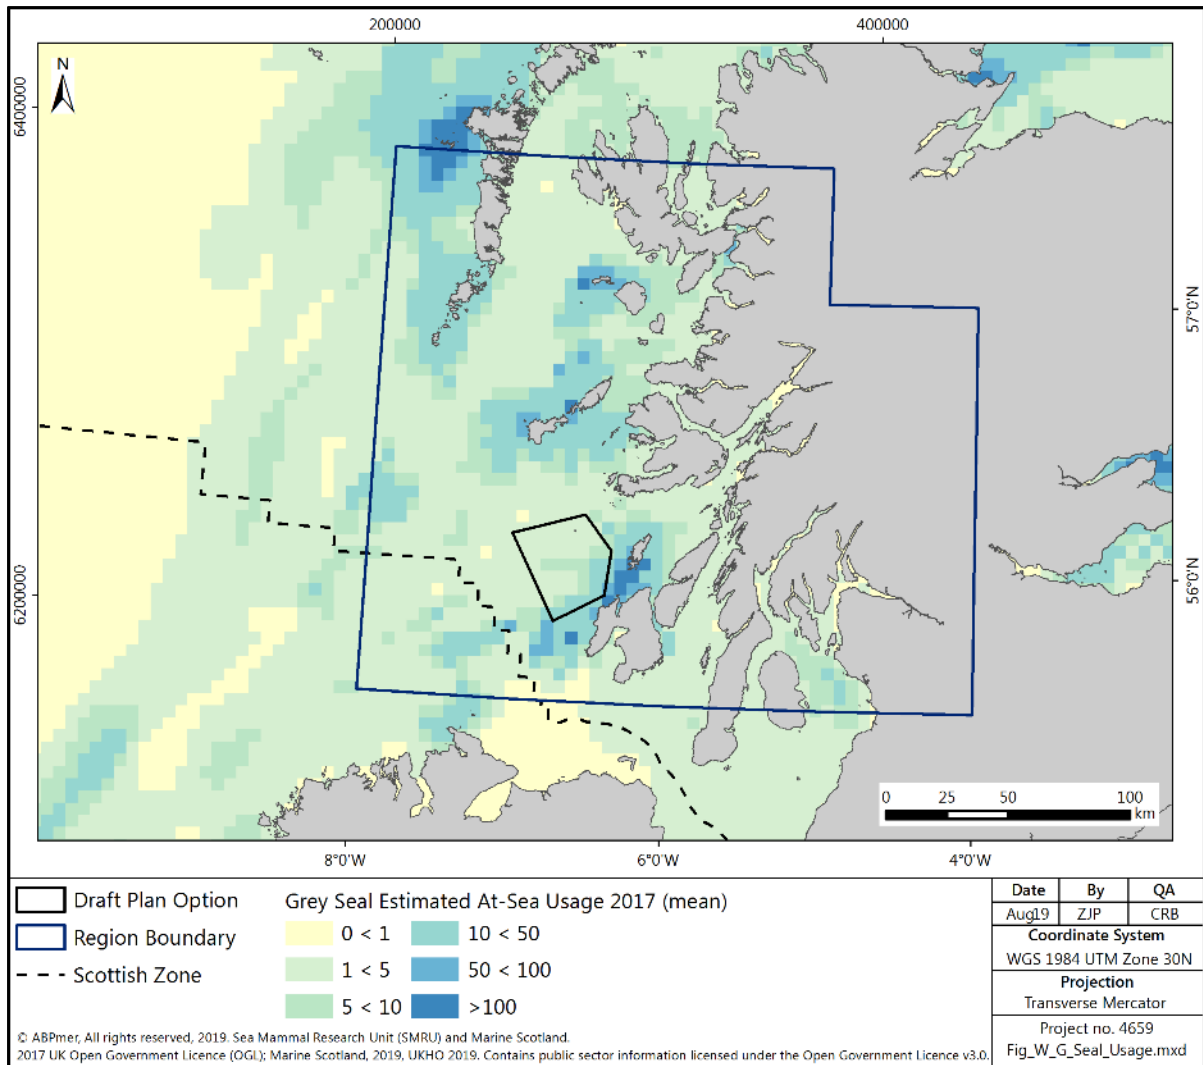 200000
400000
N
6400000
57°0'N
56°0'N
6200000
0 25 50 100
km
8°0'W
6°0'W
4°0'W
Draft Plan Option
Region Boundary
Scottish Zone
Grey Seal Estimated At-Sea Usage 2017 (mean)
0 < 1
1 < 5
5 < 10
10 < 50
50 < 100
>100
Date By QA
Aug19 ZJP CRB
Coordinate System
WGS 1984 UTM Zone 30N
Projection
Transverse Mercator
Project no. 4659
Fig_W_G_Seal_Usage.mxd
© ABPmer, All rights reserved, 2019. Sea Mammal Research Unit (SMRU) and Marine Scotland.
2017 UK Open Government Licence (OGL); Marine Scotland, 2019, UKHO 2019. Contains public sector information licensed under the Open Government Licence v3.0.